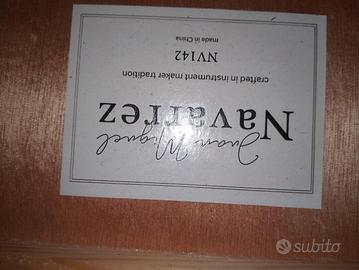 Navarrez
Juan Miguel
crafted in instrument maker tradition
NV142
made in China
subito